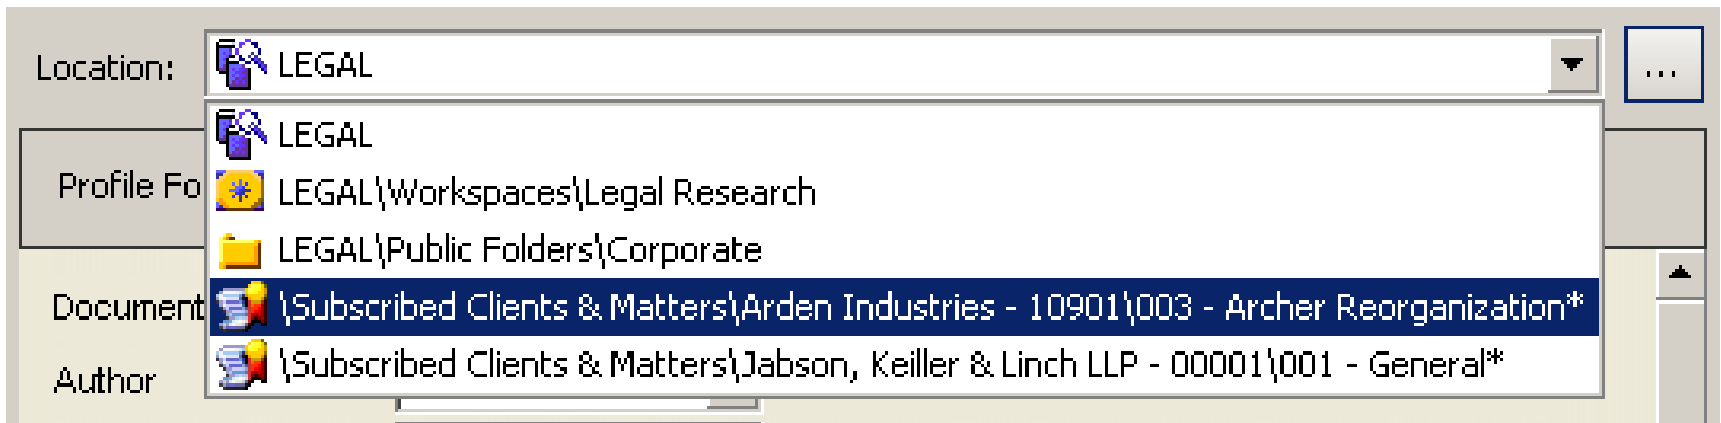 Location: LEGAL ...
LEGAL
Profile Fo LEGAL\Workspaces\Legal Research
LEGAL\Public Folders\Corporate
Document \Subscribed Clients & Matters\Arden Industries - 10901\003 - Archer Reorganization*
Author \Subscribed Clients & Matters\Jabson, Keiller & Linch LLP - 00001\001 - General*